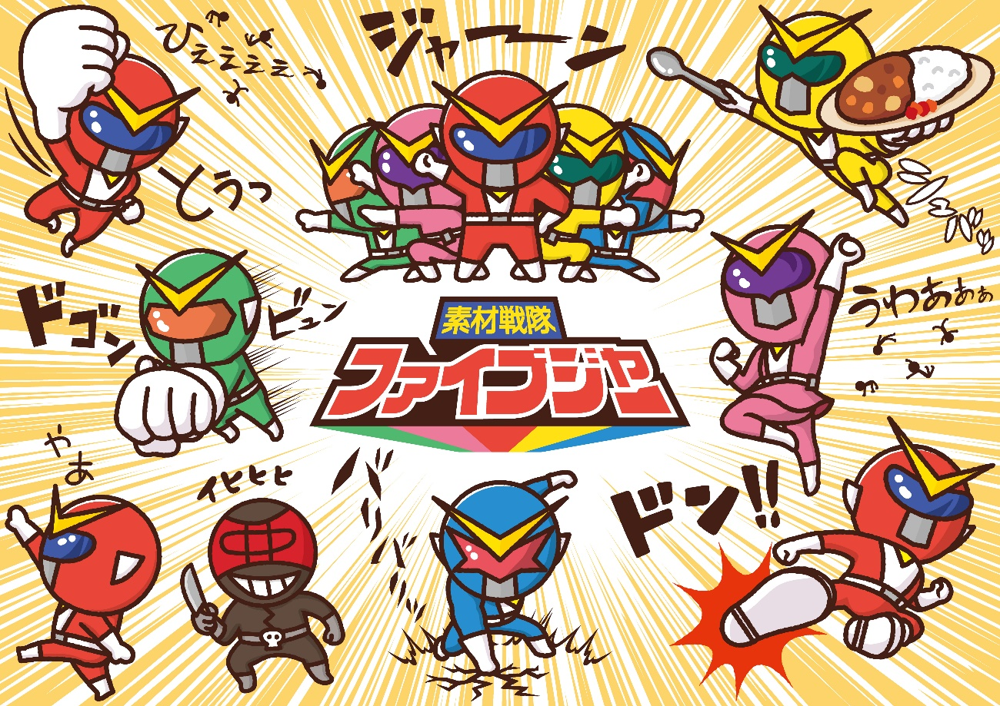 ひぇぇぇぇ
ジャーーン
とうっ
ドゴン
ビュン
素材戦隊
ファイブジャー
うわあぁぁ
やあ
イヒヒヒ
バリバリ
ドン!!